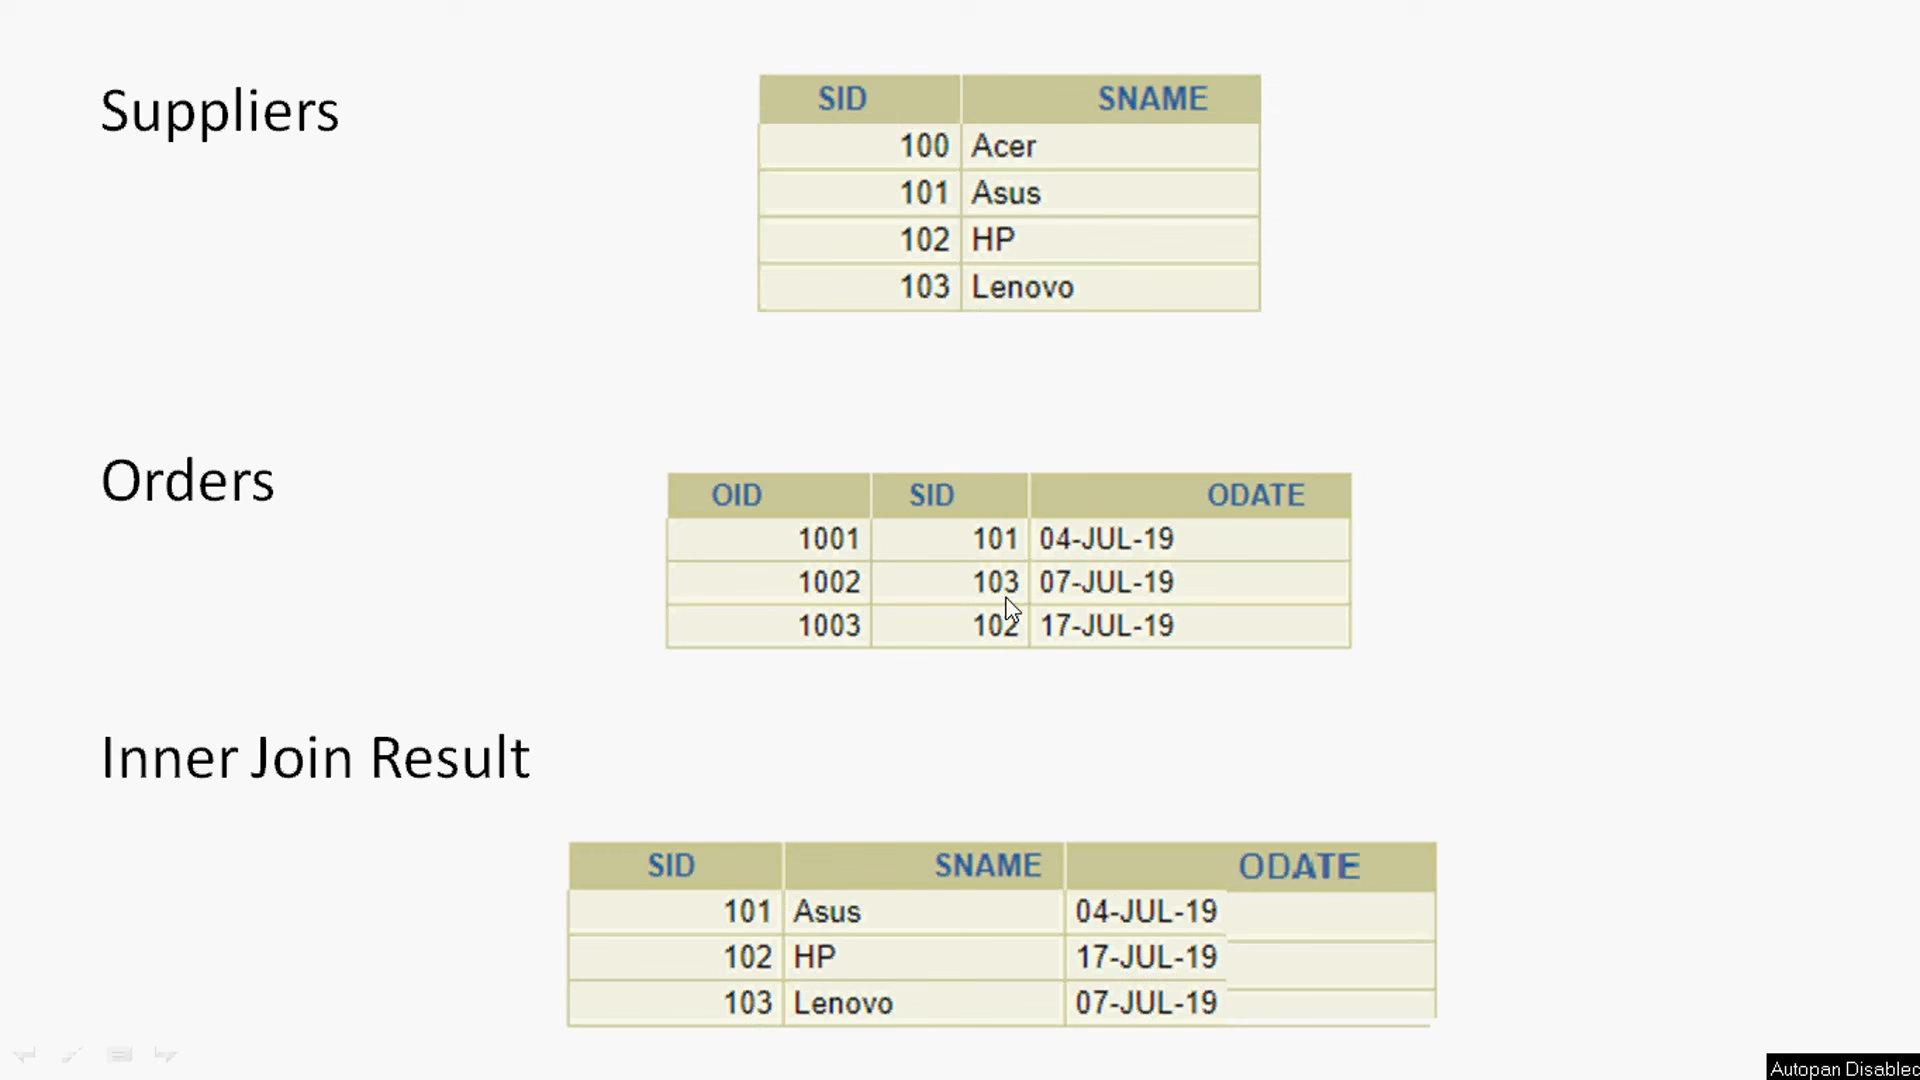 Suppliers
SID SNAME
100 Acer
101 Asus
102 HP
103 Lenovo
Orders
OID SID ODATE
1001 101 04-JUL-19
1002 103 07-JUL-19
1003 102 17-JUL-19
Inner Join Result
SID SNAME ODATE
101 Asus 04-JUL-19
102 HP 17-JUL-19
103 Lenovo 07-JUL-19
Autopan Disabled